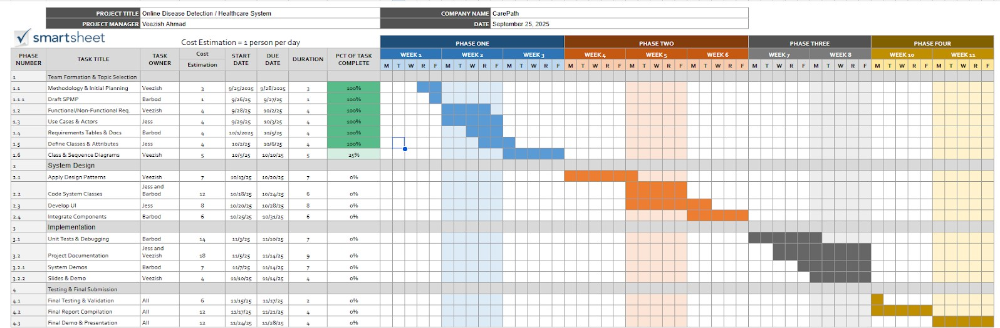 PROJECT TITLE Online Disease Detection / Healthcare System COMPANY NAME CarePath
PROJECT MANAGER Veezish Ahmad DATE September 25, 2025
smartsheet
Cost Estimation = 1 person per day
PHASE ONE PHASE TWO PHASE THREE PHASE FOUR
PHASE NUMBER TASK TITLE TASK OWNER Cost Estimation START DATE DUE DATE DURATION PCT OF TASK COMPLETE
WEEK 1 WEEK 2 WEEK 3 WEEK 4 WEEK 5 WEEK 6 WEEK 7 WEEK 8 WEEK 10 WEEK 11
M T W R F M T W R F M T W R F M T W R F M T W R F M T W R F M T W R F M T W R F M T W R F M T W R F
1 Team Formation & Topic Selection
1.1 Methodology & Initial Planning Veezish 3 9/25/2025 9/28/2025 3 100%
1.1.1 Draft SPMP Barbod 1 9/26/25 9/27/25 1 100%
1.2 Functional/Non-Functional Req. Veezish 4 9/28/25 10/2/25 4 100%
1.3 Use Cases & Actors Jess 4 9/29/25 10/3/25 4 100%
1.4 Requirements Tables & Docs Barbod 4 10/1/2025 10/5/25 4 100%
1.5 Define Classes & Attributes Jess 4 10/2/25 10/6/25 4 100%
1.6 Class & Sequence Diagrams Veezish 5 10/5/25 10/10/25 5 25%
2 System Design
2.1 Apply Design Patterns Veezish 7 10/13/25 10/20/25 7 0%
2.2 Code System Classes Jess and Barbod 12 10/18/25 10/24/25 6 0%
2.3 Develop UI Jess 8 10/20/25 10/28/25 8 0%
2.4 Integrate Components Barbod 6 10/25/25 10/31/25 6 0%
3 Implementation
3.1 Unit Tests & Debugging Barbod 14 11/3/25 11/10/25 7 0%
3.2 Project Documentation Jess and Veezish 18 11/5/25 11/14/25 9 0%
3.2.1 System Demos Barbod 7 11/7/25 11/14/25 7 0%
3.2.2 Slides & Demo Veezish 4 11/10/25 11/14/25 4 0%
4 Testing & Final Submission
4.1 Final Testing & Validation All 6 11/15/25 11/17/25 2 0%
4.2 Final Report Compilation All 12 11/17/25 11/21/25 4 0%
4.3 Final Demo & Presentation All 12 11/24/25 11/28/25 4 0%